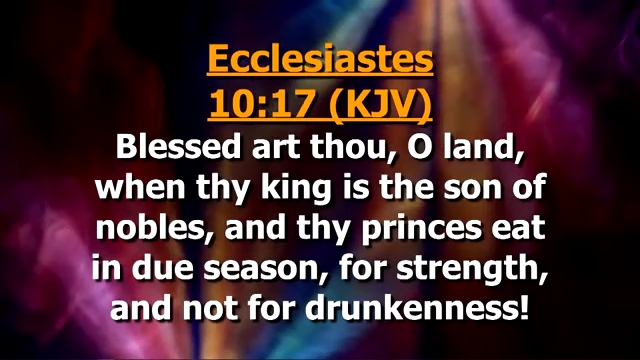 Ecclesiastes
10:17 (KJV)
Blessed art thou, O land,
when thy king is the son of
nobles, and thy princes eat
in due season, for strength,
and not for drunkenness!